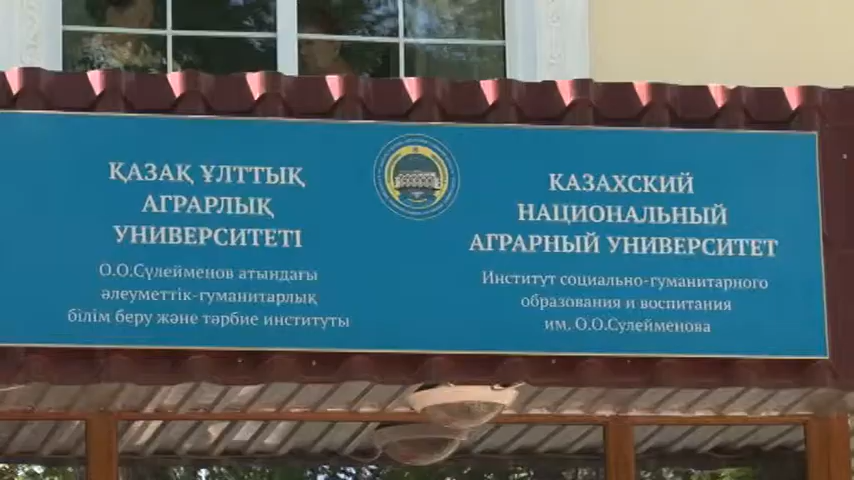 ҚАЗАҚ ҰЛТТЫҚ
АГРАРЛЫҚ
УНИВЕРСИТЕТІ
О.О.Сүлейменов атындағы
әлеуметтік-гуманитарлық
білім беру және тәрбие институты
КАЗАХСКИЙ
НАЦИОНАЛЬНЫЙ
АГРАРНЫЙ УНИВЕРСИТЕТ
Институт социально-гуманитарного
образования и воспитания
им. О.О.Сулейменова